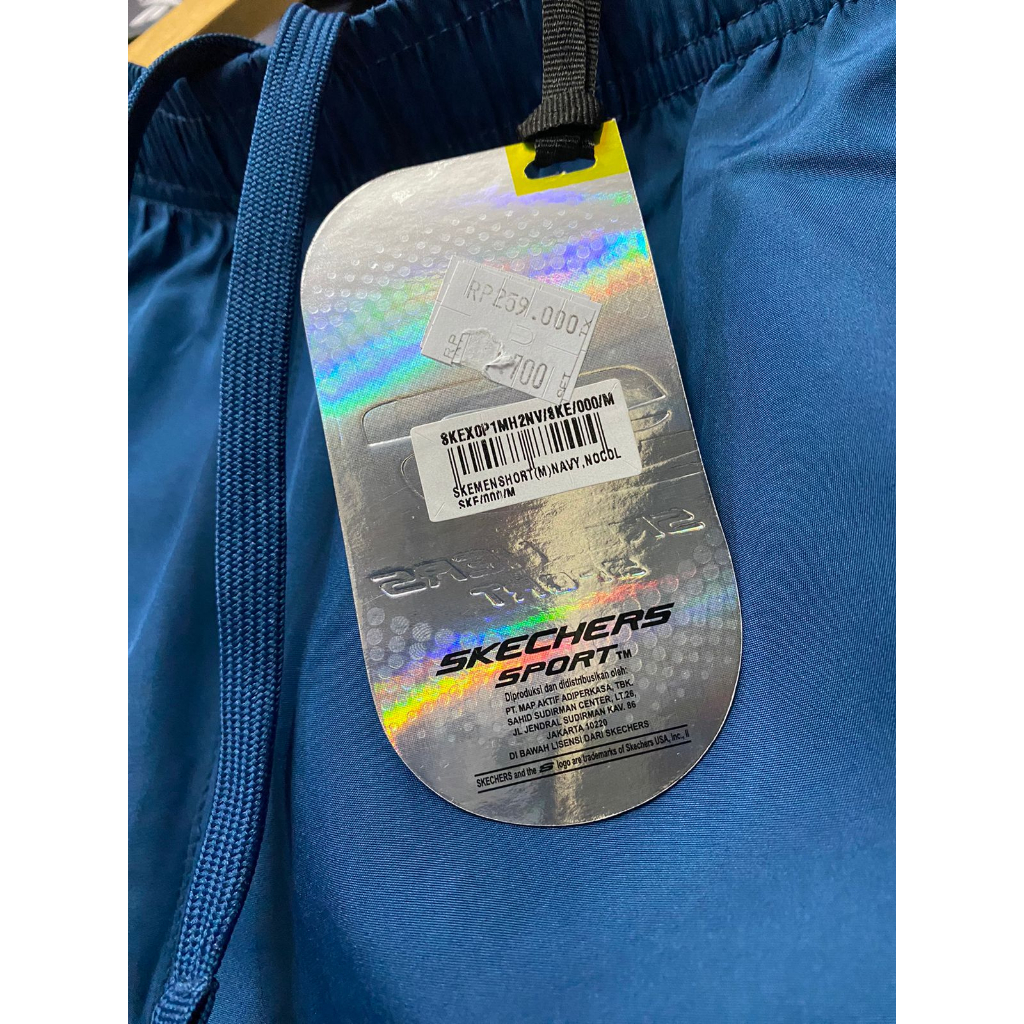 RP259.000
RP
SKEX0P1MH2NV/SKE/000/M
SKEMENSHORT(M)NAVY,NOCOL
SKE/000/M
SKECHERS
SPORT™
Diproduksi dan didistribusikan oleh:
PT. MAP AKTIF ADIPERKASA, TBK.
SAHID SUDIRMAN CENTER, LT.26,
JL JENDRAL SUDIRMAN KAV. 86
JAKARTA 10220
DI BAWAH LISENSI DARI SKECHERS
SKECHERS and the S logo are trademarks of Skechers USA, Inc., II